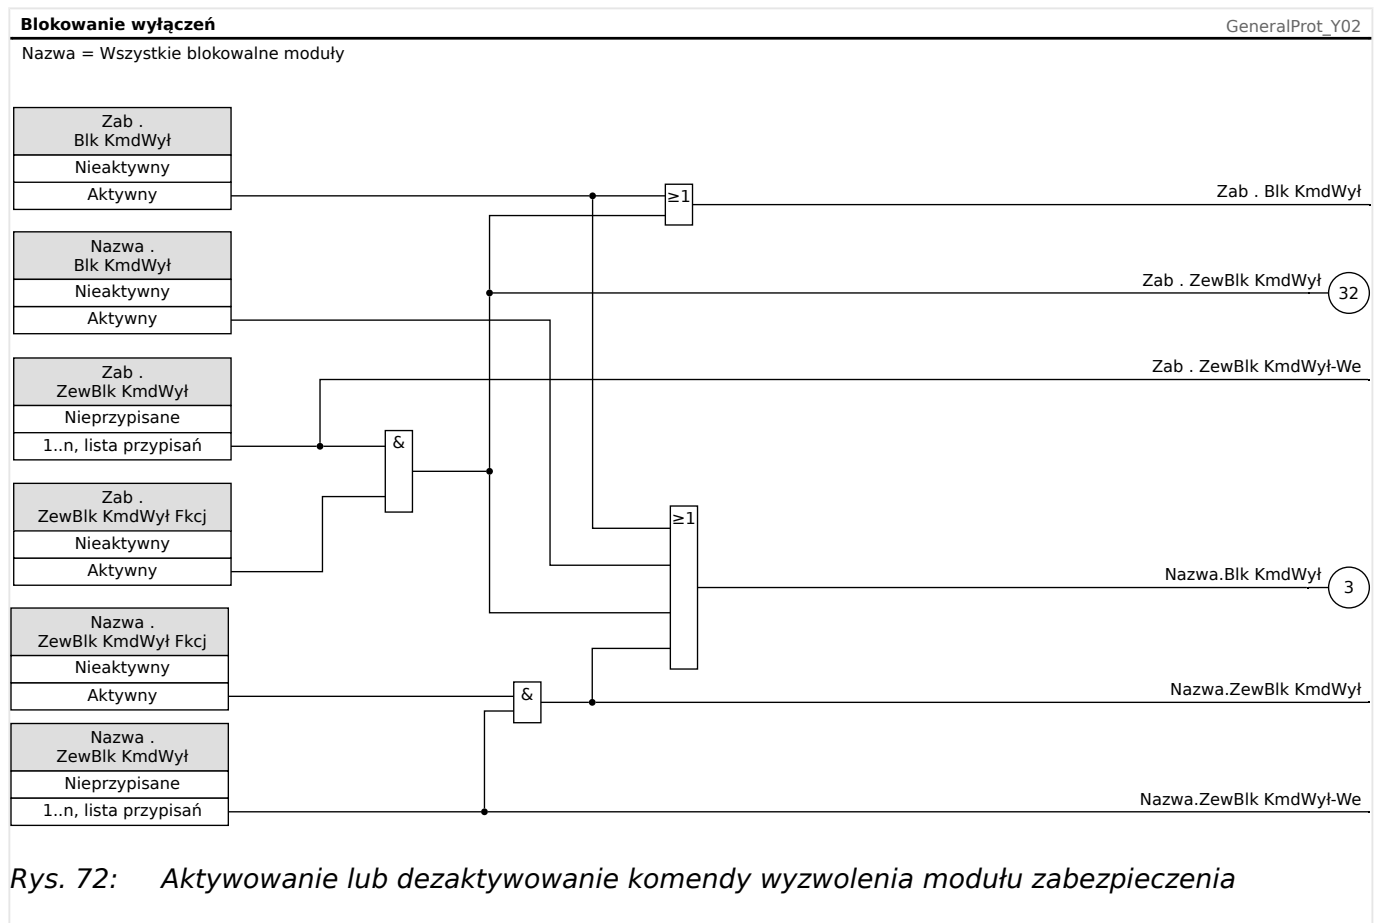 Blokowanie wyłączeń
GeneralProt_Y02
Nazwa = Wszystkie blokowalne moduły
Zab .
Blk KmdWył
Nieaktywny
Aktywny
≥1
Zab . Blk KmdWył
Nazwa .
Blk KmdWył
Nieaktywny
Aktywny
Zab . ZewBlk KmdWył
32
Zab .
ZewBlk KmdWył
Nieprzypisane
1..n, lista przypisań
Zab . ZewBlk KmdWył-We
&
Zab .
ZewBlk KmdWył Fkcj
Nieaktywny
Aktywny
≥1
Nazwa.Blk KmdWył
3
Nazwa .
ZewBlk KmdWył Fkcj
Nieaktywny
Aktywny
&
Nazwa.ZewBlk KmdWył
Nazwa .
ZewBlk KmdWył
Nieprzypisane
1..n, lista przypisań
Nazwa.ZewBlk KmdWył-We
Rys. 72: Aktywowanie lub dezaktywowanie komendy wyzwolenia modułu zabezpieczenia